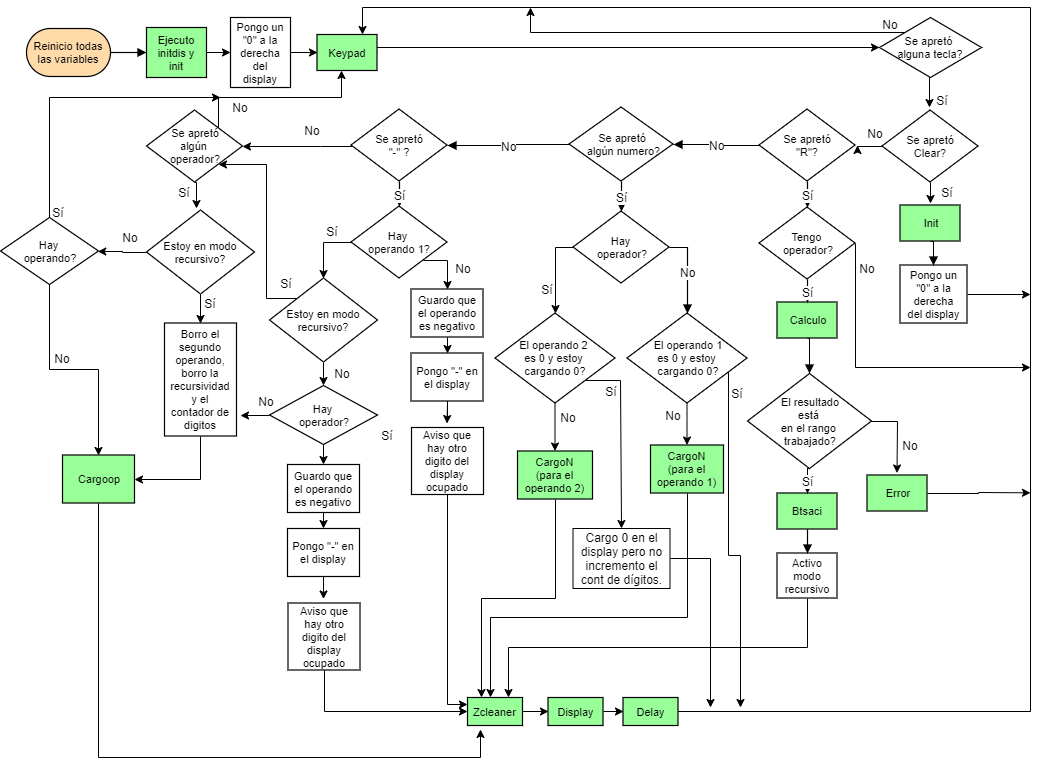 Reinicio todas
las variables
Ejecuto
initdis y
init
Pongo un
"0" a la
derecha
del
display
Keypad
No
Se apretó
alguna tecla?
Sí
Se apretó
Clear?
No
Se apretó
"R"?
No
Se apretó
algún numero?
No
Se apretó
"-" ?
No
Se apretó
algún
operador?
No
Sí
Init
Pongo un
"0" a la
derecha
del display
Sí
Tengo
operador?
No
Sí
Calculo
El resultado
está
en el rango
trabajado?
No
Error
Sí
Btsaci
Activo
modo
recursivo
Sí
Hay
operador?
Sí
No
El operando 2
es 0 y estoy
cargando 0?
El operando 1
es 0 y estoy
cargando 0?
Sí
Sí
No
No
CargoN
(para el
operando 2)
CargoN
(para el
operando 1)
Cargo 0 en el
display pero no
incremento el
cont de dígitos.
Sí
Hay
operando 1?
Sí
No
Guardo que
el operando
es negativo
Pongo "-" en
el display
Aviso que
hay otro
digito del
display
ocupado
Estoy en modo
recursivo?
Sí
No
Hay
operador?
No
Sí
Guardo que
el operando
es negativo
Pongo "-" en
el display
Aviso que
hay otro
digito del
display
ocupado
Sí
Estoy en modo
recursivo?
No
Sí
Hay
operando?
Sí
No
Borro el
segundo
operando,
borro la
recursividad
y el
contador de
digitos
Cargoop
Zcleaner
Display
Delay